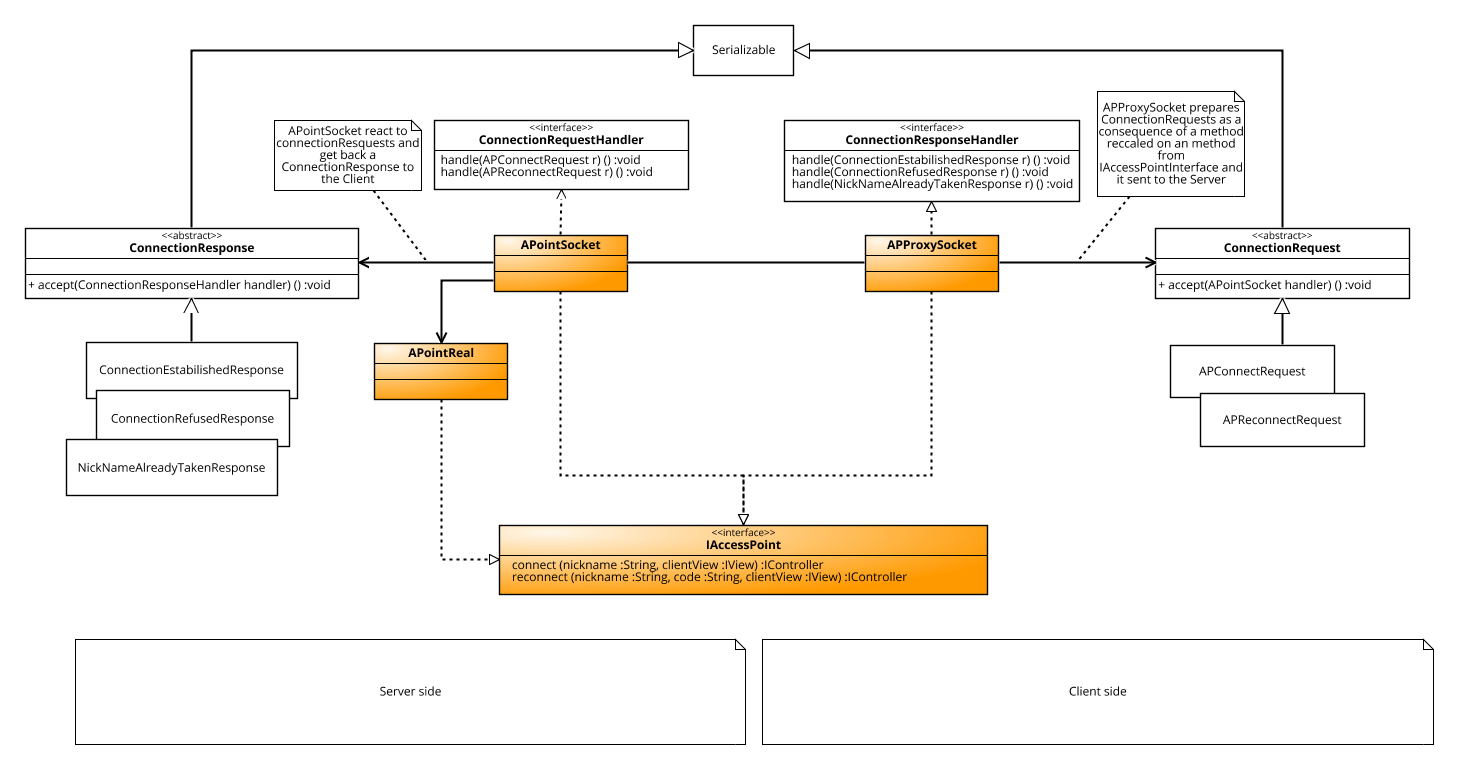 Serializable
APointSocket react to
connectionResquests and
get back a
ConnectionResponse to
the Client
<<interface>>
ConnectionRequestHandler
handle(APConnectRequest r) () :void
handle(APReconnectRequest r) () :void
<<interface>>
ConnectionResponseHandler
handle(ConnectionEstabilishedResponse r) () :void
handle(ConnectionRefusedResponse r) () :void
handle(NickNameAlreadyTakenResponse r) () :void
APProxySocket prepares
ConnectionRequests as a
consequence of a method
reccaled on an method
from
IAccessPointInterface and
it sent to the Server
<<abstract>>
ConnectionResponse
+ accept(ConnectionResponseHandler handler) () :void
APointSocket
APProxySocket
<<abstract>>
ConnectionRequest
+ accept(APointSocket handler) () :void
APointReal
ConnectionEstabilishedResponse
ConnectionRefusedResponse
NickNameAlreadyTakenResponse
APConnectRequest
APReconnectRequest
<<interface>>
IAccessPoint
connect (nickname :String, clientView :IView) :IController
reconnect (nickname :String, code :String, clientView :IView) :IController
Server side
Client side